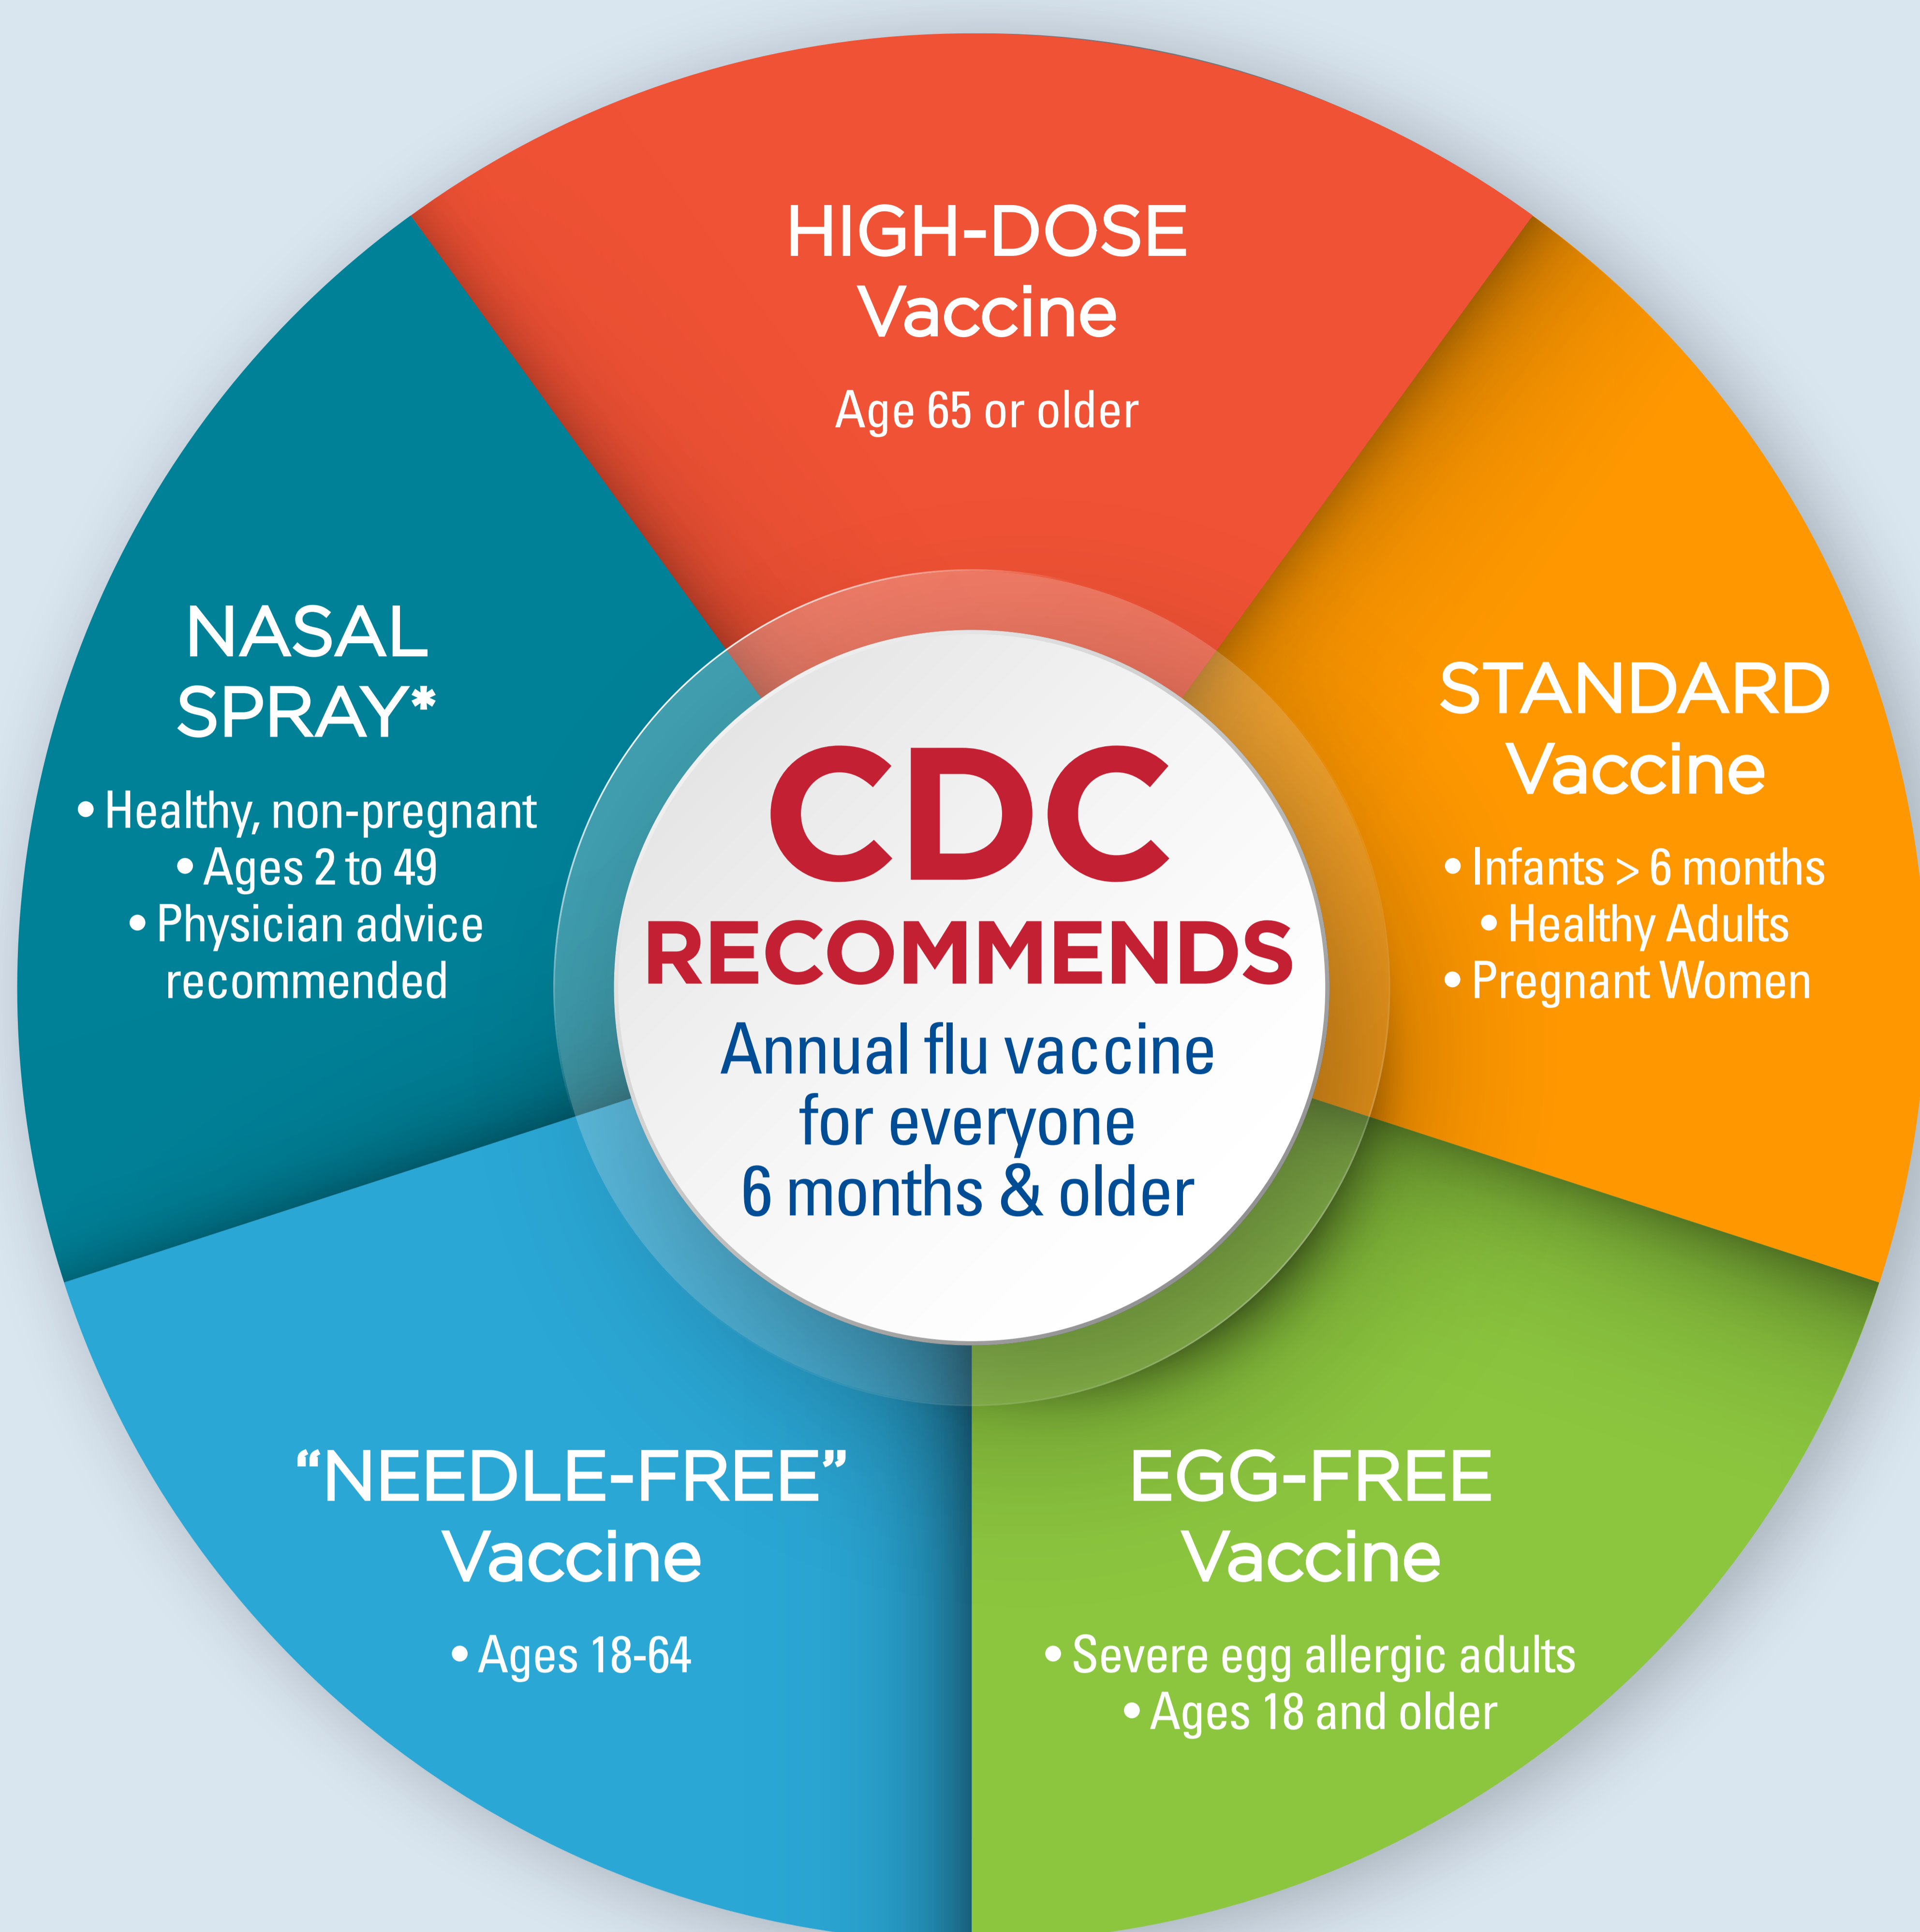 HIGH-DOSE
Vaccine
Age 65 or older
NASAL
SPRAY*
• Healthy, non-pregnant
• Ages 2 to 49
• Physician advice
recommended
CDC
RECOMMENDS
Annual flu vaccine
for everyone
6 months & older
STANDARD
Vaccine
• Infants > 6 months
• Healthy Adults
• Pregnant Women
“NEEDLE-FREE”
Vaccine
• Ages 18-64
EGG-FREE
Vaccine
• Severe egg allergic adults
• Ages 18 and older